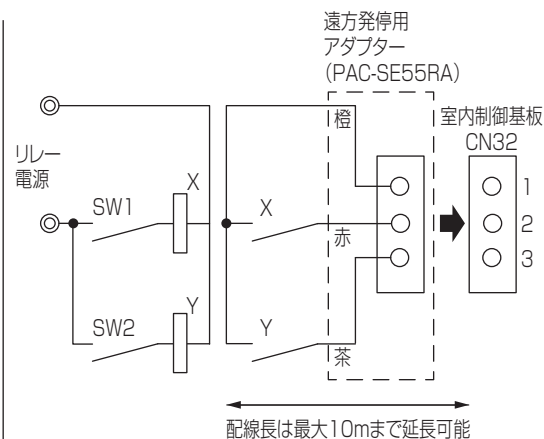 遠方発停用
アダプター
（PAC-SE55RA）
橙
室内制御基板
CN32
リレー
電源
X
1
SW1
X
2
赤
3
Y
SW2
Y
茶
配線長は最大10mまで延長可能